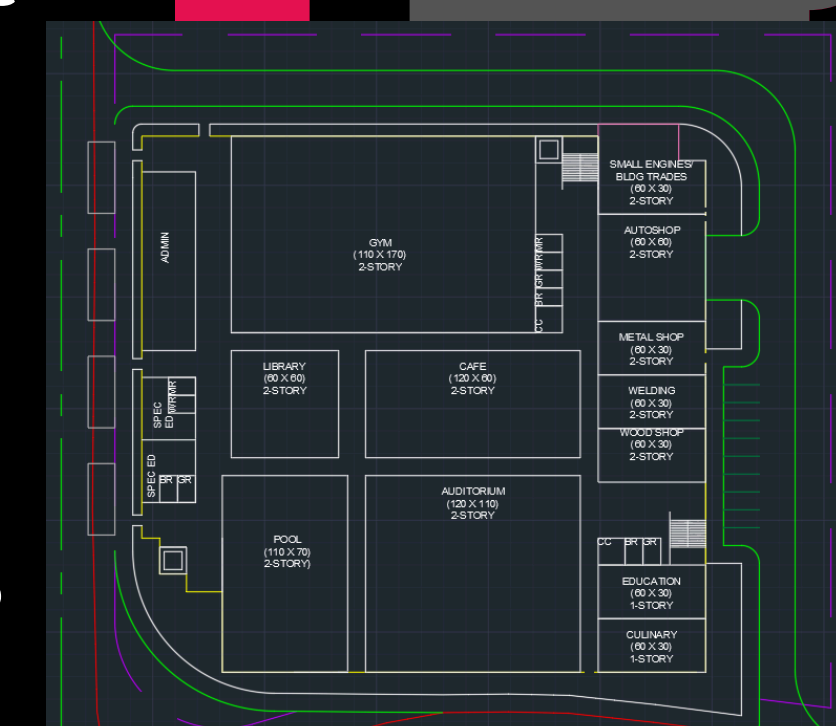 SMALL ENGINES/
BLDG TRADES
(60 X 30)
2-STORY
AUTOSHOP
(60 X 60)
2-STORY
ADMIN
GYM
(110 X 170)
2-STORY
MR
WR
GR
BR
CC
METAL SHOP
(60 X 30)
2-STORY
LIBRARY
(60 X 60)
2-STORY
CAFE
(120 X 60)
2-STORY
WELDING
(60 X 30)
2-STORY
WOOD SHOP
(60 X 30)
2-STORY
SPEC
ED
WR
MR
SPEC ED
BR
GR
AUDITORIUM
(120 X 110)
2-STORY
POOL
(110 X 70)
2-STORY)
CC
BR
GR
EDUCATION
(60 X 30)
1-STORY
CULINARY
(60 X 30)
1-STORY